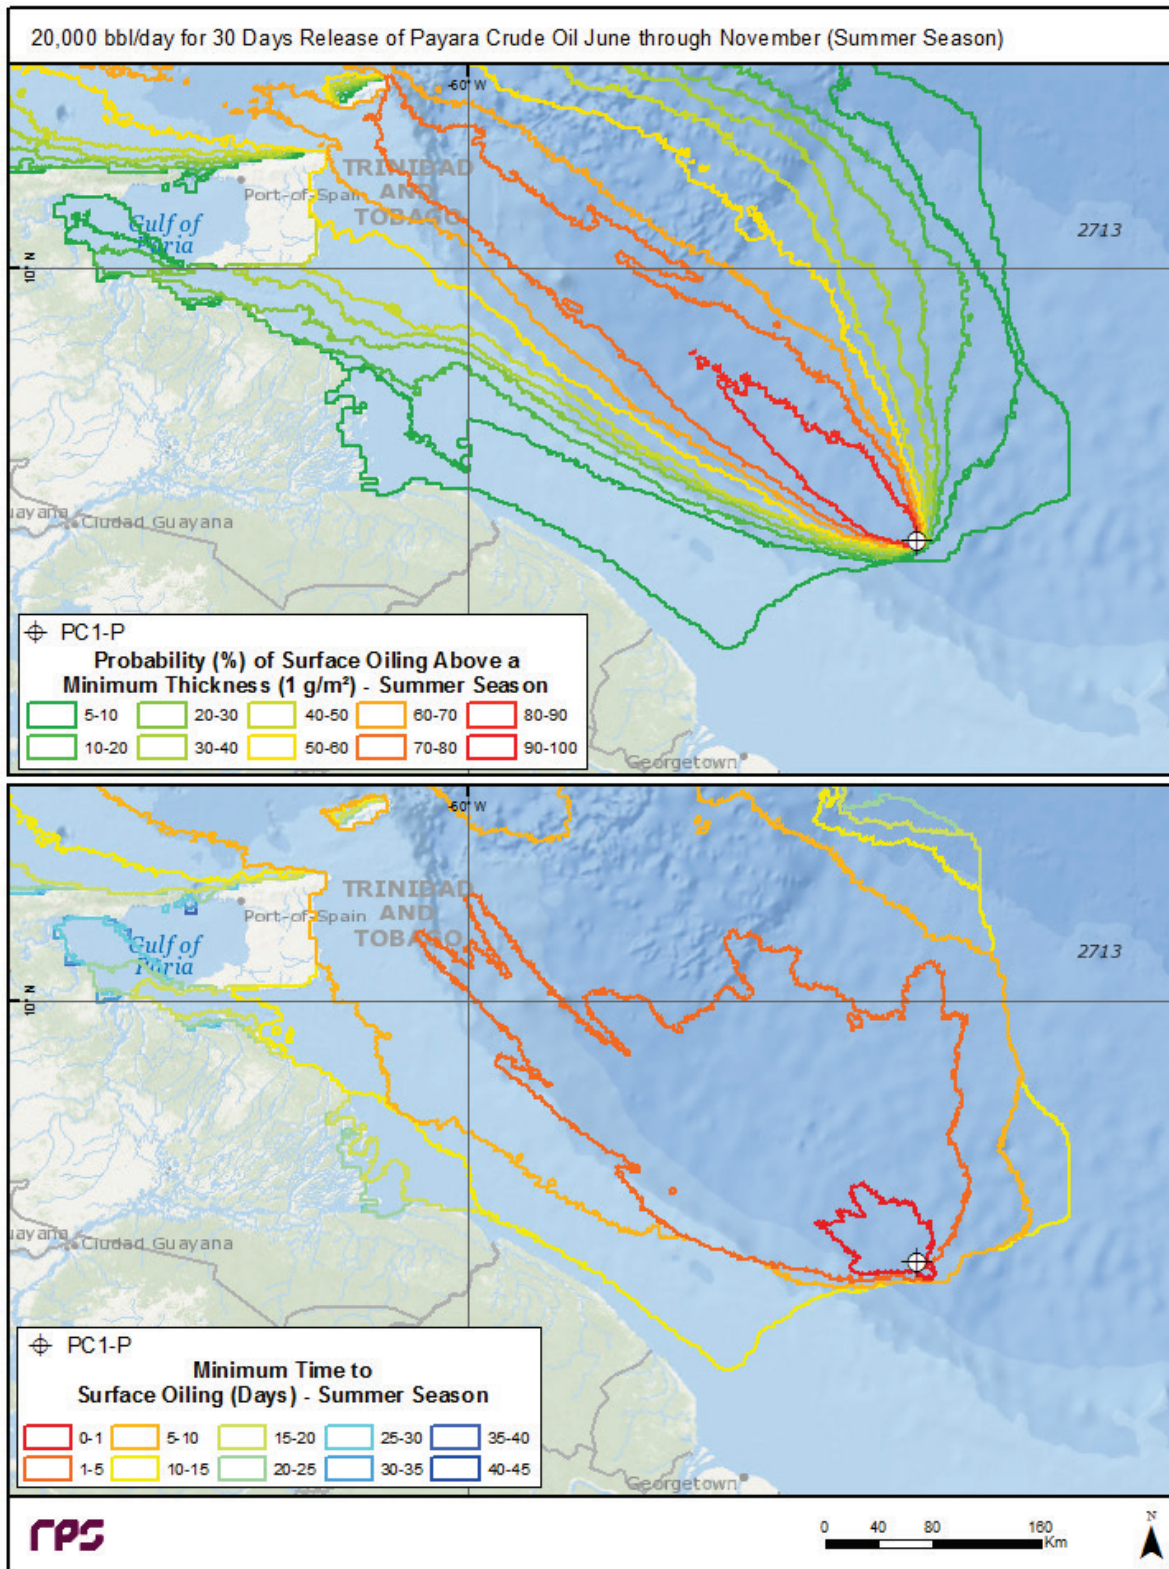 20,000 bbl/day for 30 Days Release of Payara Crude Oil June through November (Summer Season)
60° W
TRINIDAD
AND
TOBAGO
Port-of-Spain
Gulf of
Paria
10° N
2713
Ciudad Guayana
PC1-P
Probability (%) of Surface Oiling Above a
Minimum Thickness (1 g/m²) - Summer Season
5-10 20-30 40-50 60-70 80-90
10-20 30-40 50-60 70-80 90-100
Georgetown
60° W
TRINIDAD
AND
TOBAGO
Port-of-Spain
Gulf of
Paria
10° N
2713
Ciudad Guayana
PC1-P
Minimum Time to
Surface Oiling (Days) - Summer Season
0-1 5-10 15-20 25-30 35-40
1-5 10-15 20-25 30-35 40-45
Georgetown
rps
0 40 80 160
Km
N